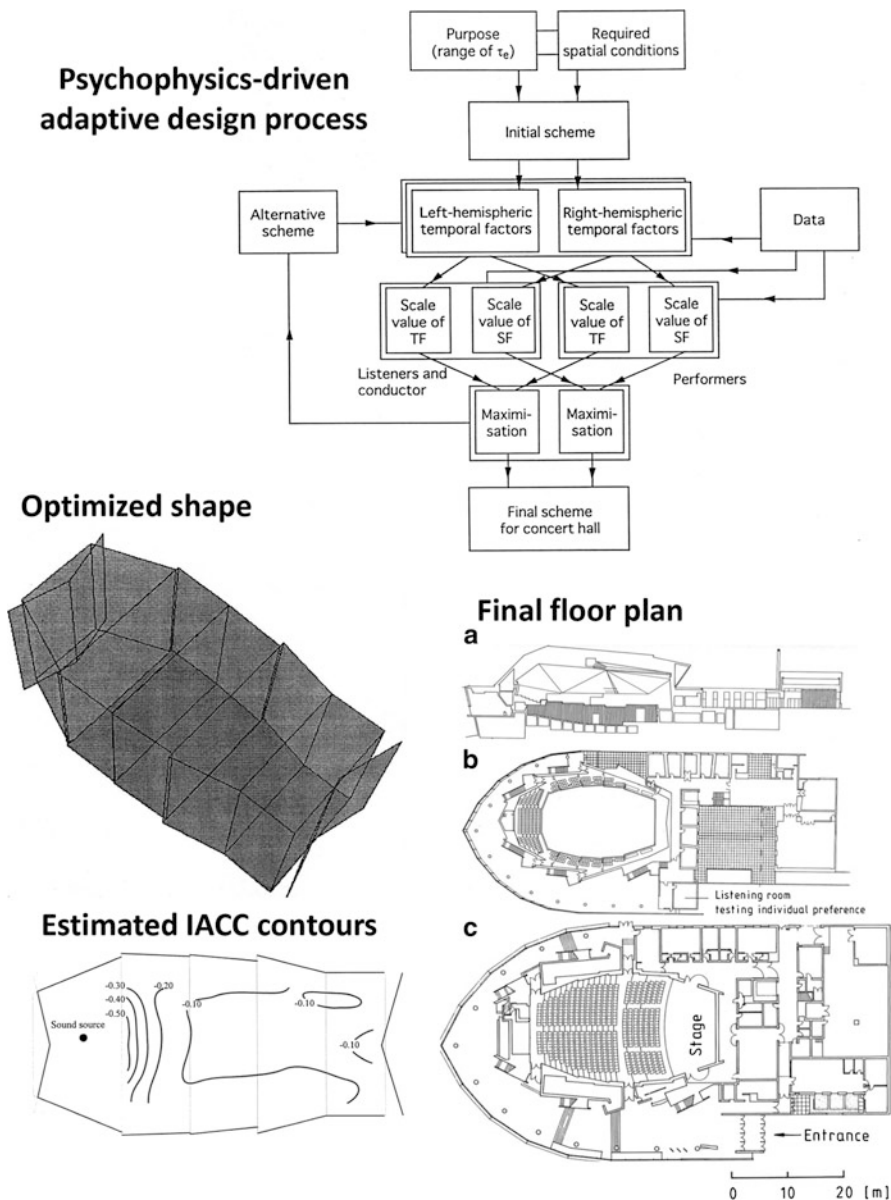 Psychophysics-driven
adaptive design process
Purpose
(range of τe)
Required
spatial conditions
Initial scheme
Alternative
scheme
Left-hemispheric
temporal factors
Right-hemispheric
temporal factors
Data
Scale
value of
TF
Scale
value of
SF
Scale
value of
TF
Scale
value of
SF
Listeners and
conductor
Performers
Maximi-
sation
Maximi-
sation
Final scheme
for concert hall
Optimized shape
Final floor plan
a
b
Listening room
testing individual preference
Estimated IACC contours
-0.30
-0.40
-0.50
-0.20
-0.10
-0.10
-0.10
Sound source
c
Stage
Entrance
0 10 20 [m]